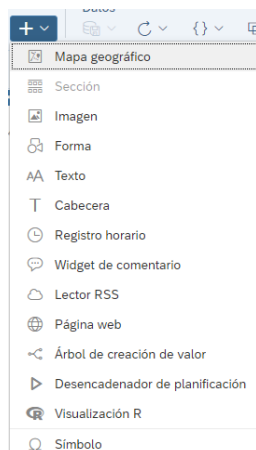 Datos
Mapa geográfico
Sección
Imagen
Forma
Texto
Cabecera
Registro horario
Widget de comentario
Lector RSS
Página web
Árbol de creación de valor
Desencadenador de planificación
Visualización R
Símbolo